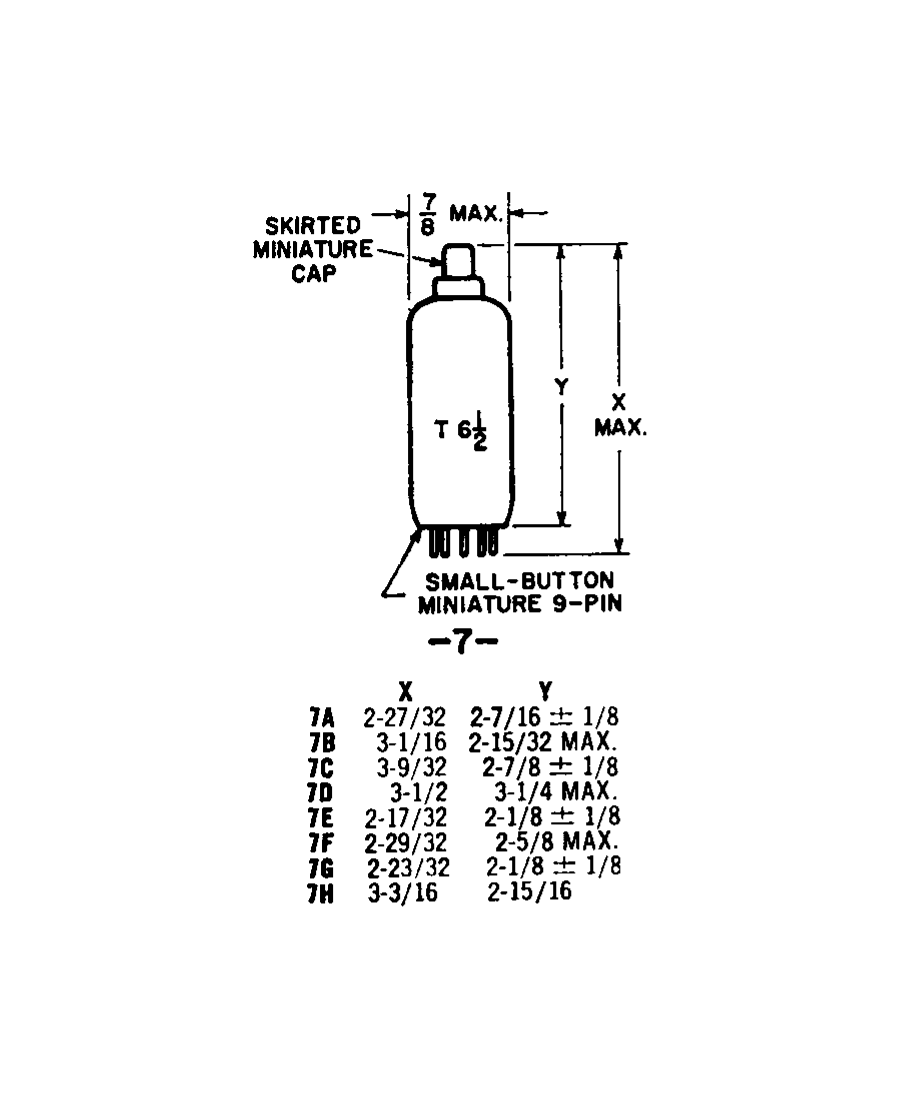 7/8 MAX.
SKIRTED
MINIATURE
CAP
Y
X
MAX.
T 6 1/2
SMALL-BUTTON
MINIATURE 9-PIN
-7-
X Y
7A 2-27/32 2-7/16 ± 1/8
7B 3-1/16 2-15/32 MAX.
7C 3-9/32 2-7/8 ± 1/8
7D 3-1/2 3-1/4 MAX.
7E 2-17/32 2-1/8 ± 1/8
7F 2-29/32 2-5/8 MAX.
7G 2-23/32 2-1/8 ± 1/8
7H 3-3/16 2-15/16